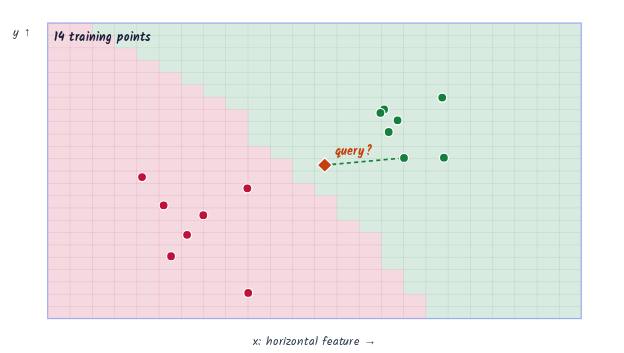 y ↑
14 training points
query?
x: horizontal feature →